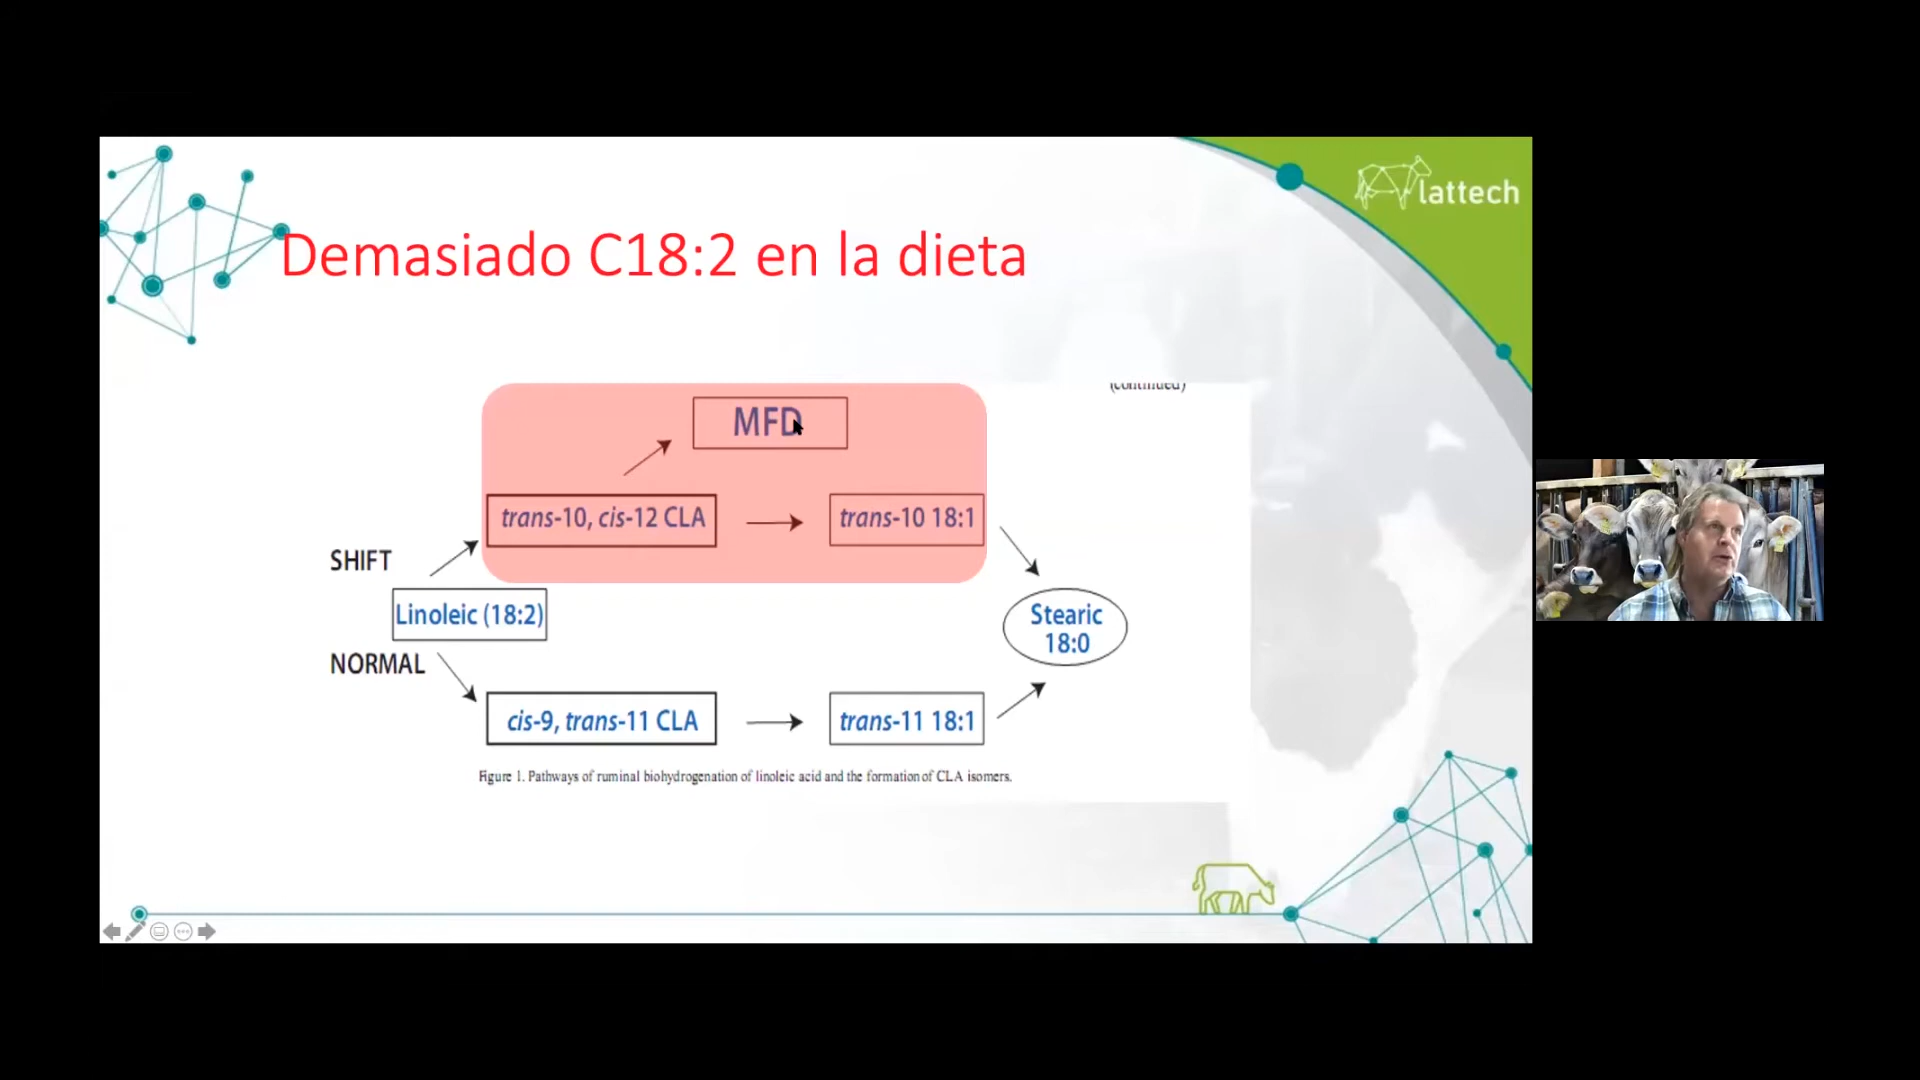 lattech
Demasiado C18:2 en la dieta
(continued)
MFD
trans-10, cis-12 CLA
trans-10 18:1
SHIFT
Linoleic (18:2)
Stearic
18:0
NORMAL
cis-9, trans-11 CLA
trans-11 18:1
Figure 1. Pathways of ruminal biohydrogenation of linoleic acid and the formation of CLA isomers.